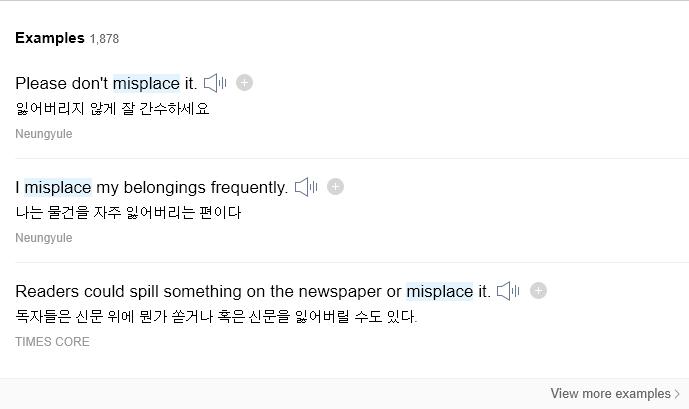 Examples 1,878
Please don't misplace it.
잃어버리지 않게 잘 간수하세요
Neungyule
I misplace my belongings frequently.
나는 물건을 자주 잃어버리는 편이다
Neungyule
Readers could spill something on the newspaper or misplace it.
독자들은 신문 위에 뭔가 쏟거나 혹은 신문을 잃어버릴 수도 있다.
TIMES CORE
View more examples